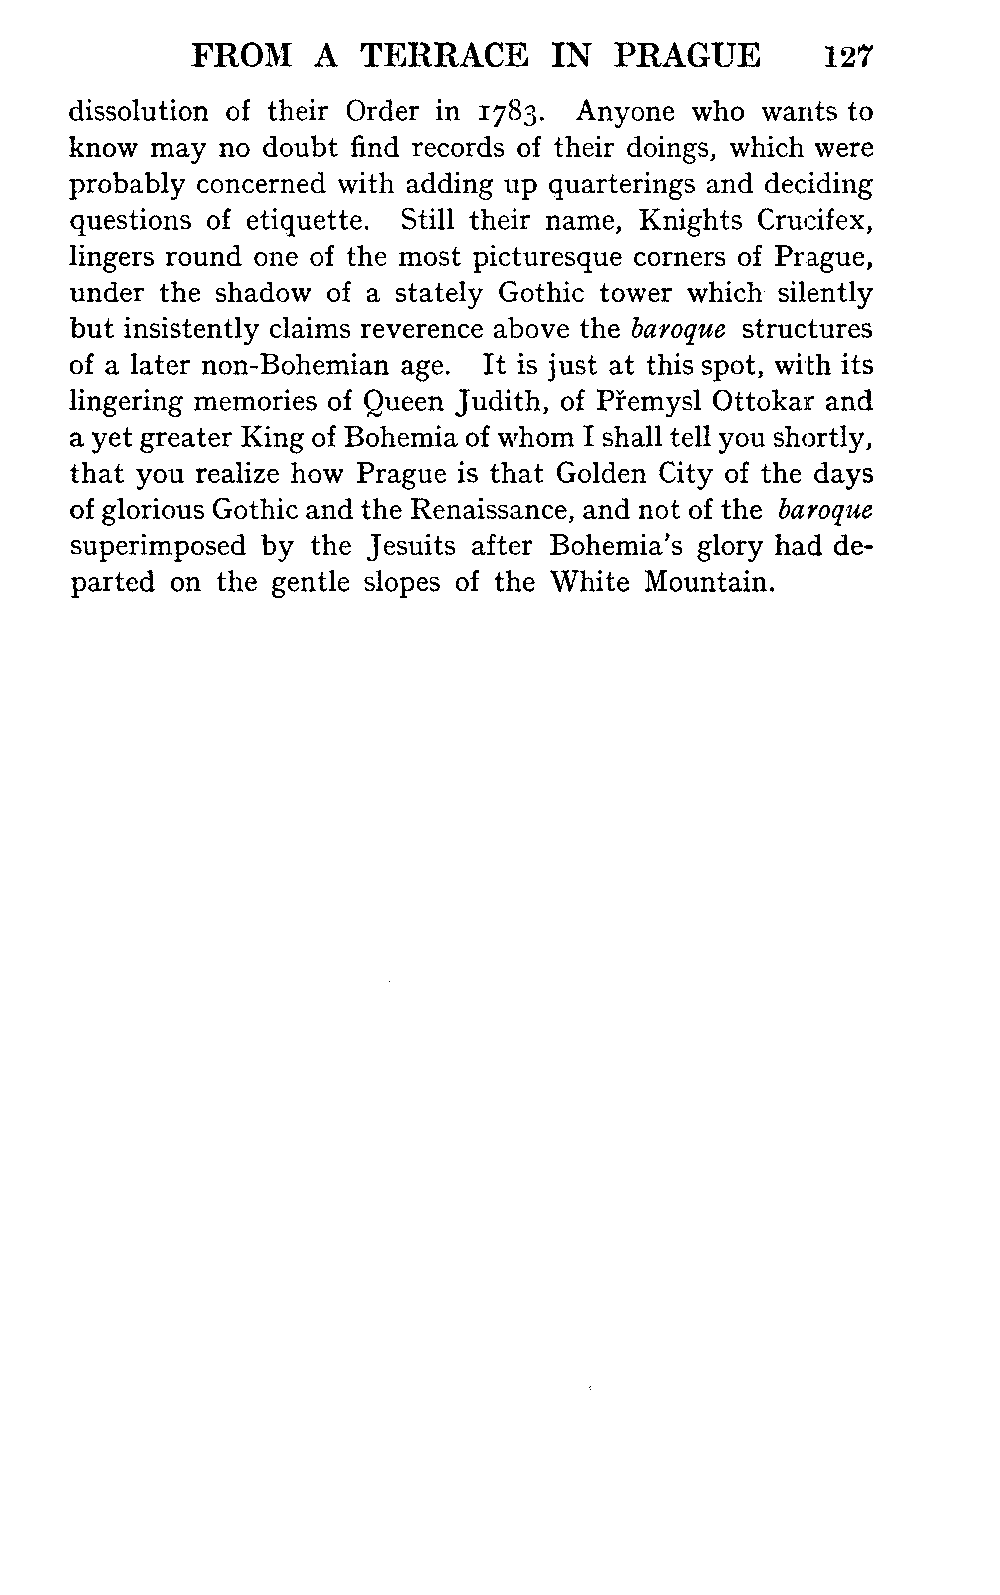 FROM A TERRACE IN PRAGUE 127
dissolution of their Order in 1783. Anyone who wants to
know may no doubt find records of their doings, which were
probably concerned with adding up quarterings and deciding
questions of etiquette. Still their name, Knights Crucifex,
lingers round one of the most picturesque corners of Prague,
under the shadow of a stately Gothic tower which silently
but insistently claims reverence above the baroque structures
of a later non-Bohemian age. It is just at this spot, with its
lingering memories of Queen Judith, of Přemysl Ottokar and
a yet greater King of Bohemia of whom I shall tell you shortly,
that you realize how Prague is that Golden City of the days
of glorious Gothic and the Renaissance, and not of the baroque
superimposed by the Jesuits after Bohemia's glory had de-
parted on the gentle slopes of the White Mountain.